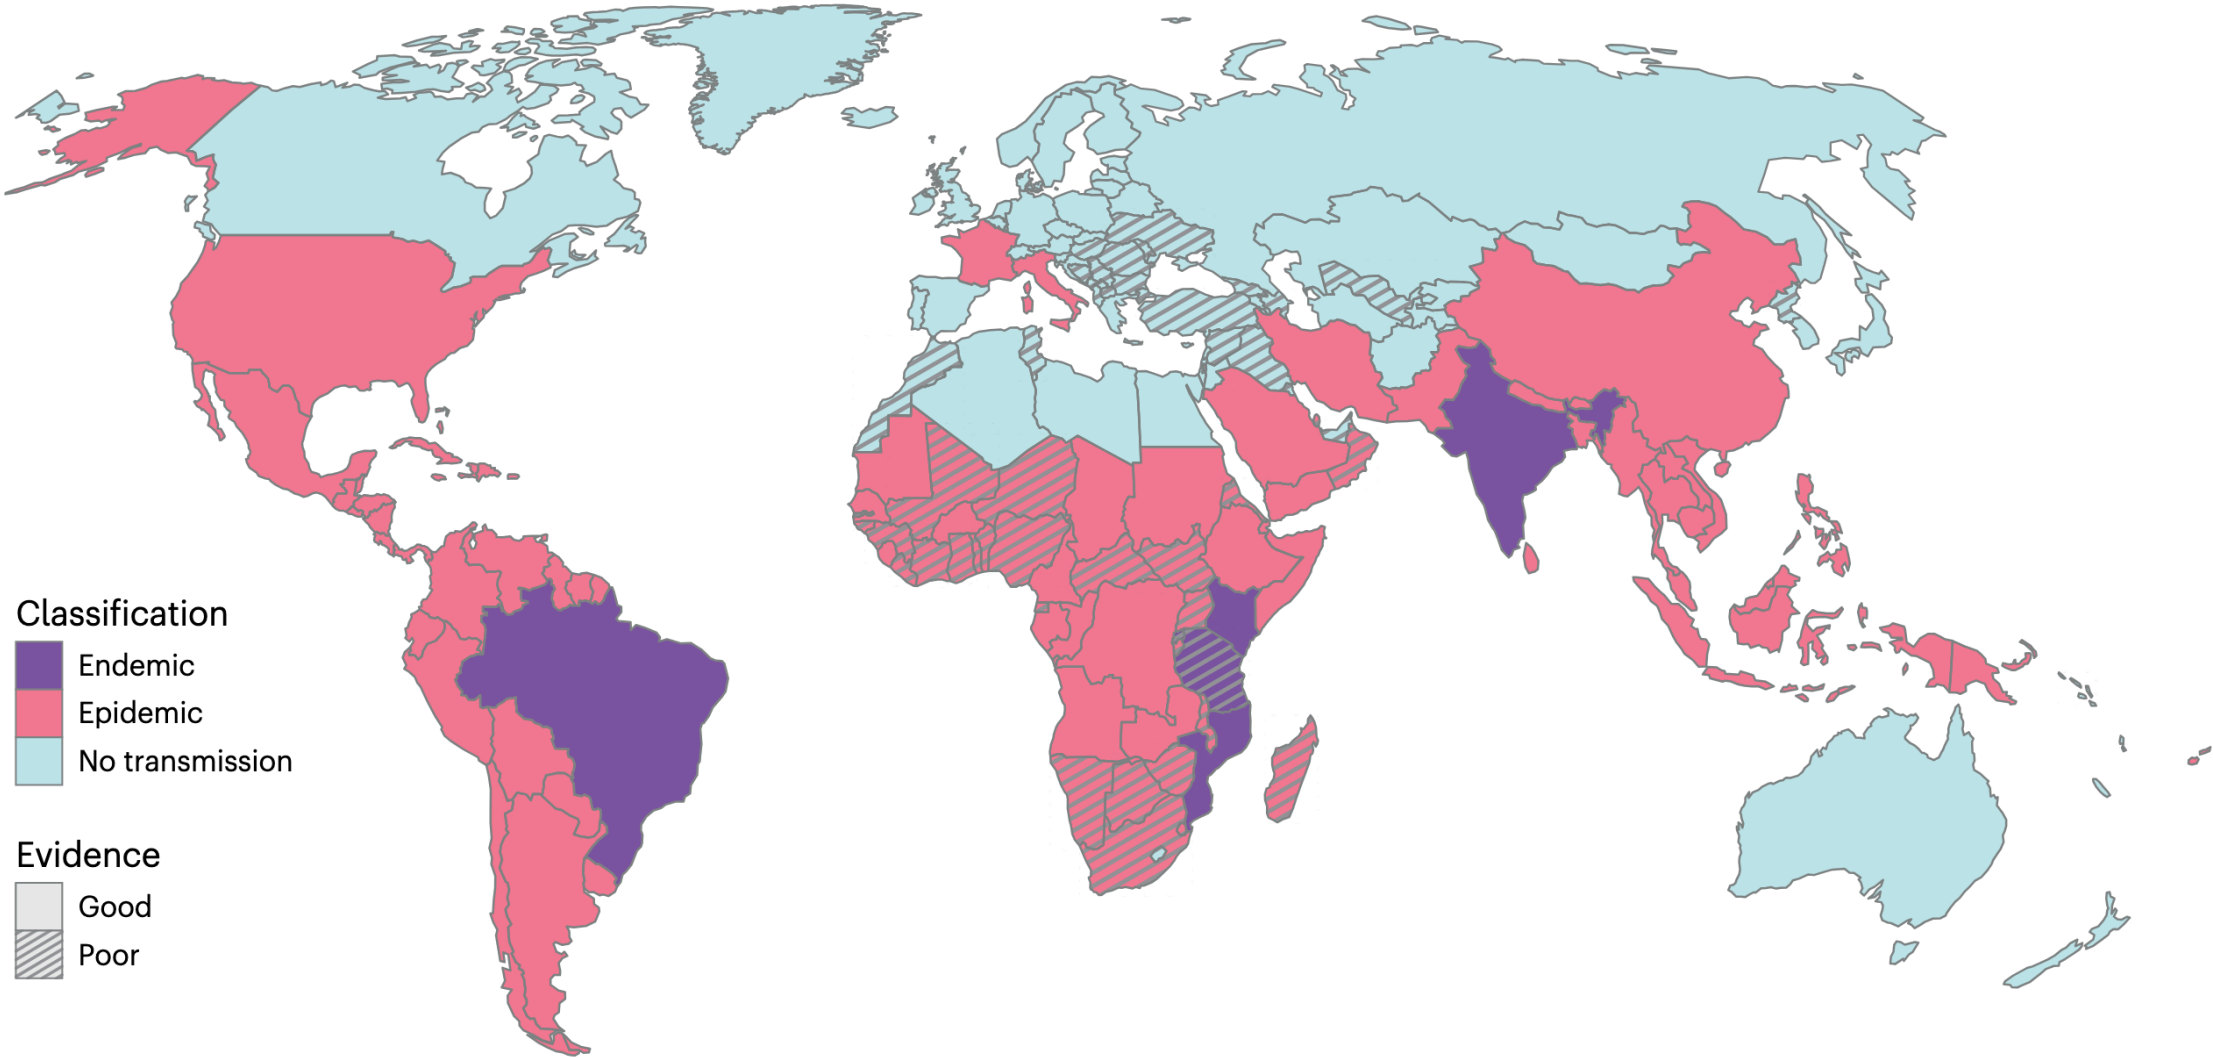 Classification
Endemic
Epidemic
No transmission
Evidence
Good
Poor